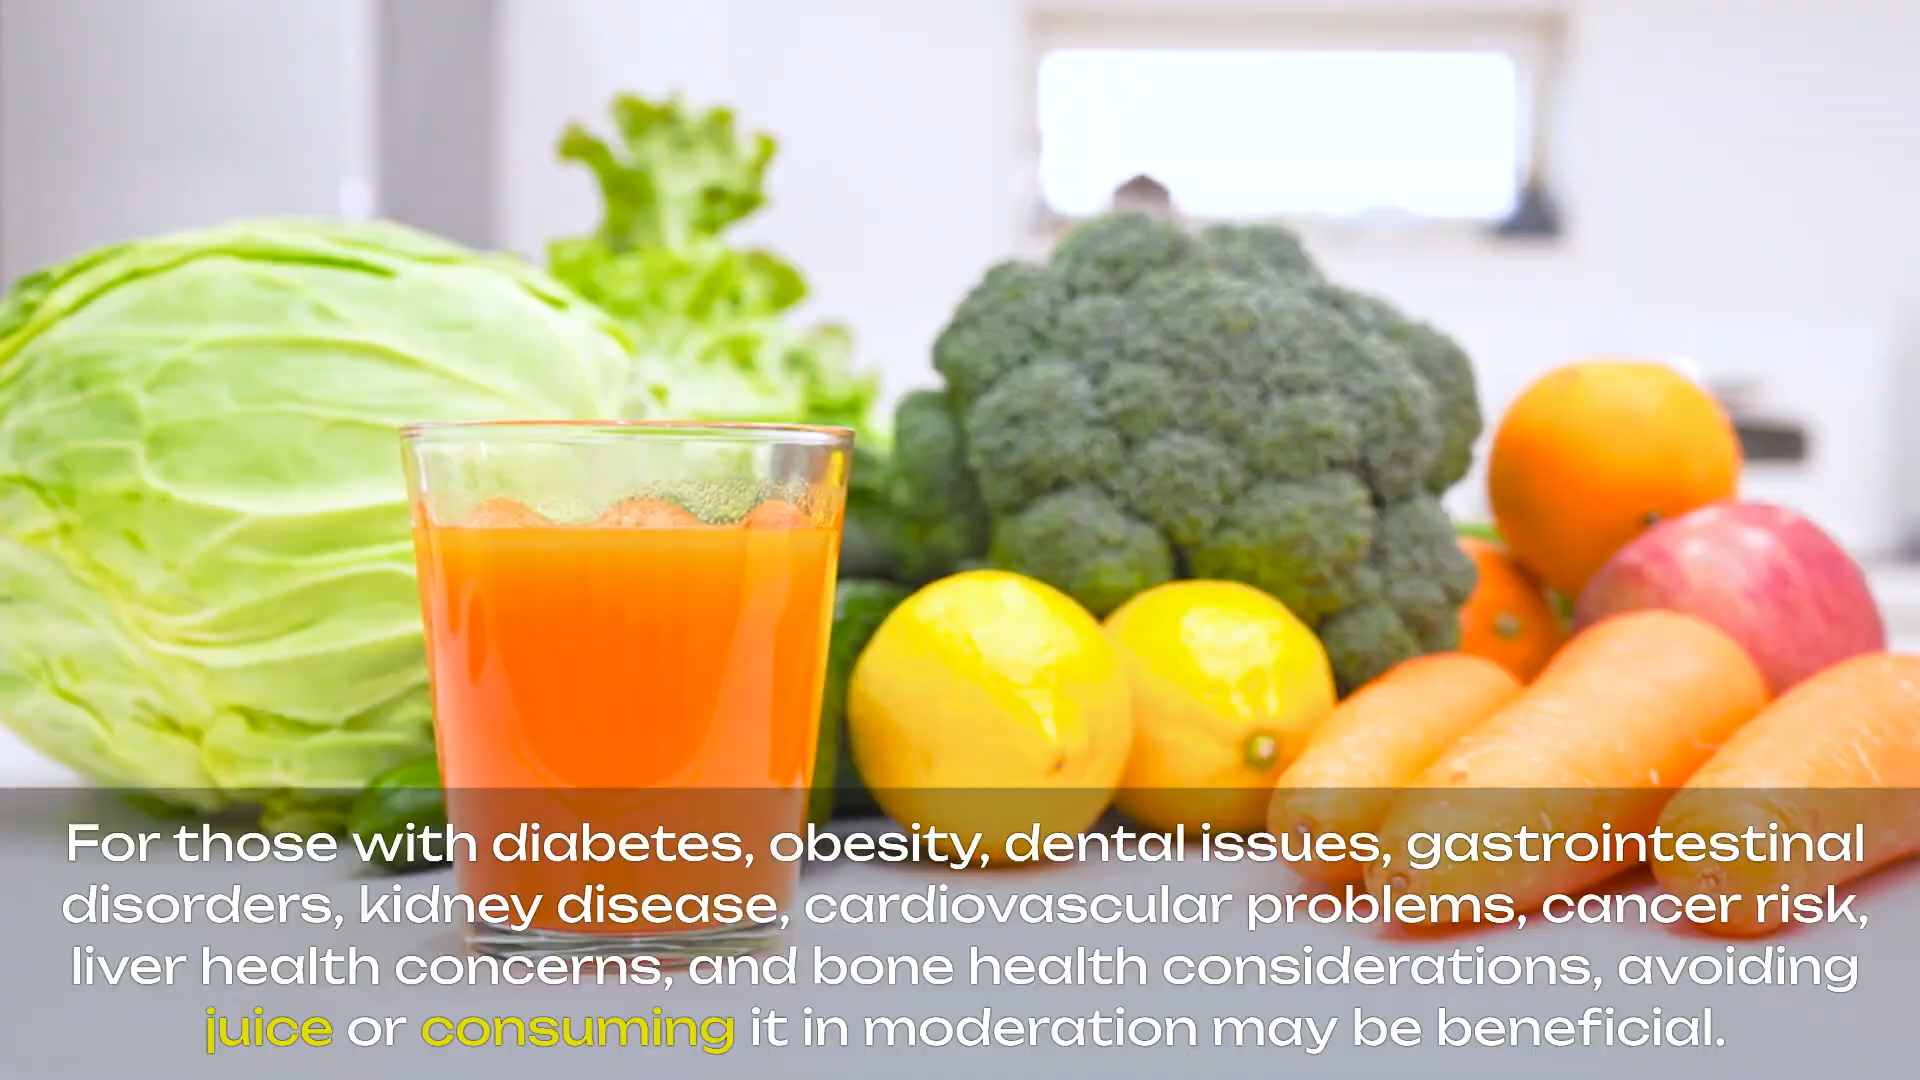 For those with diabetes, obesity, dental issues, gastrointestinal
disorders, kidney disease, cardiovascular problems, cancer risk,
liver health concerns, and bone health considerations, avoiding
juice or consuming it in moderation may be beneficial.